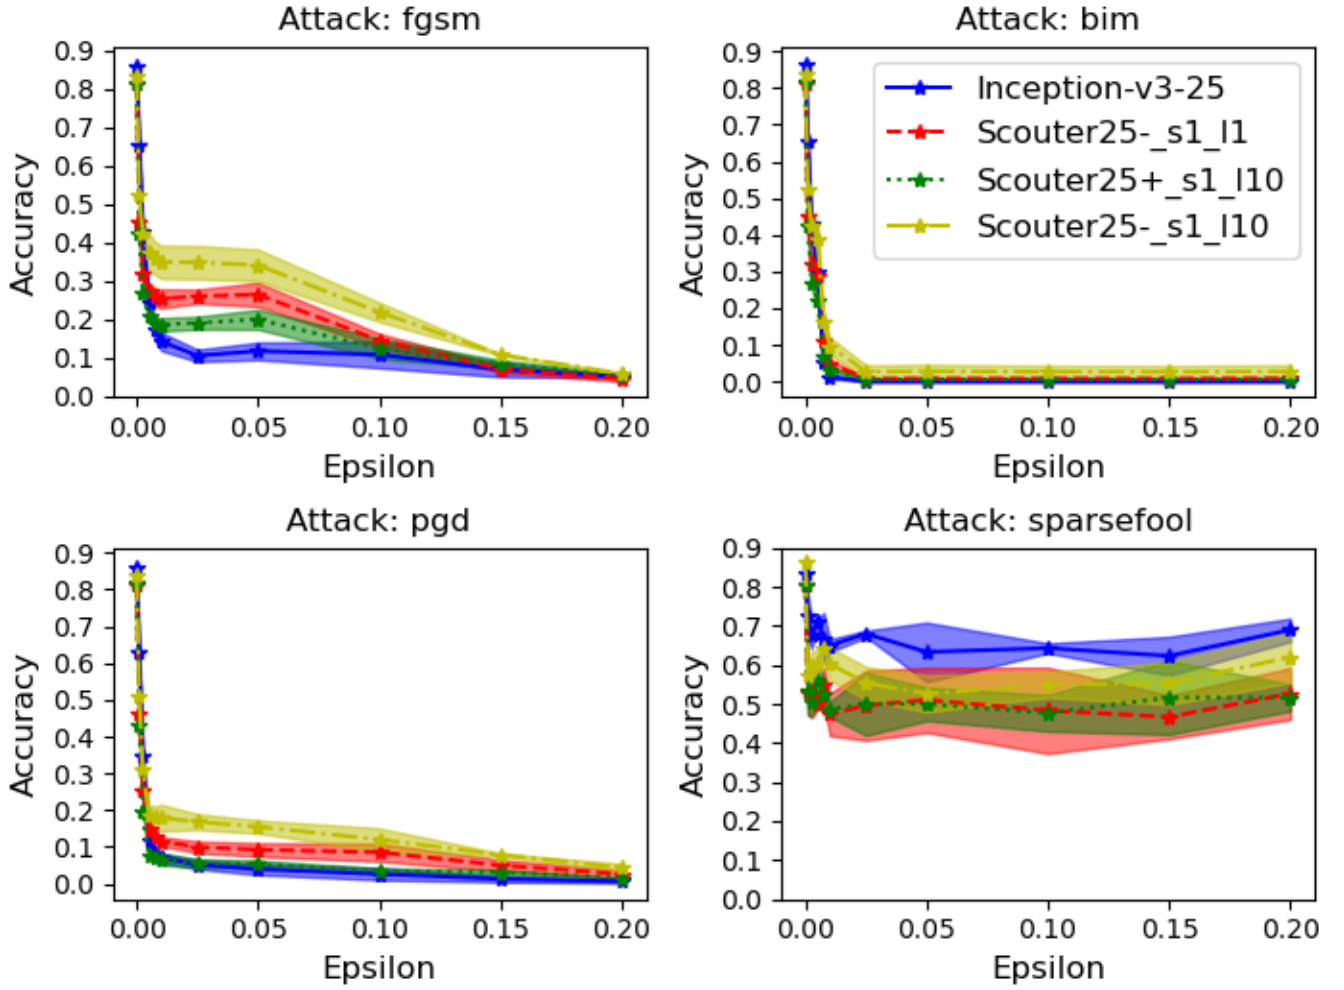 Attack: fgsm
0.9
0.8
0.7
0.6
0.5
0.4
0.3
0.2
0.1
0.0
Accuracy
0.00 0.05 0.10 0.15 0.20
Epsilon
Attack: bim
0.9
0.8
0.7
0.6
0.5
0.4
0.3
0.2
0.1
0.0
Accuracy
Inception-v3-25
Scouter25-_s1_l1
Scouter25+_s1_l10
Scouter25-_s1_l10
0.00 0.05 0.10 0.15 0.20
Epsilon
Attack: pgd
0.9
0.8
0.7
0.6
0.5
0.4
0.3
0.2
0.1
0.0
Accuracy
0.00 0.05 0.10 0.15 0.20
Epsilon
Attack: sparsefool
0.9
0.8
0.7
0.6
0.5
0.4
0.3
0.2
0.1
0.0
Accuracy
0.00 0.05 0.10 0.15 0.20
Epsilon